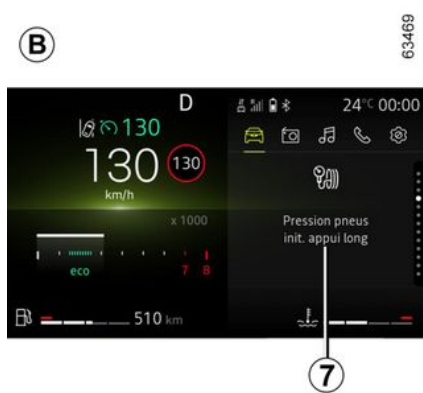 B
63469
D
24°C 00:00
130
130
130
km/h
x 1000
Pression pneus
init. appui long
eco
7 8
510 km
7